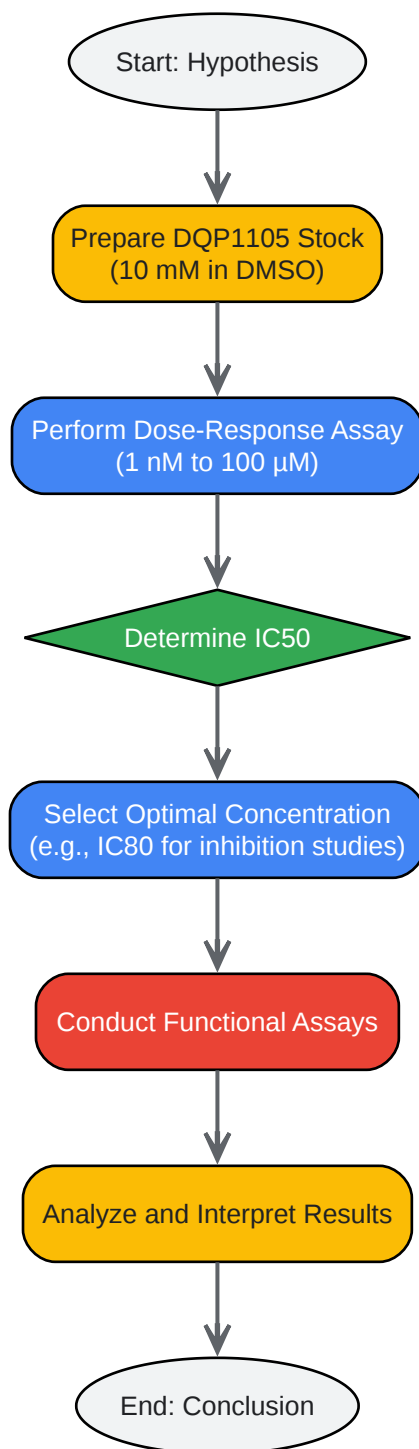 Start: Hypothesis
Prepare DQP1105 Stock
(10 mM in DMSO)
Perform Dose-Response Assay
(1 nM to 100 µM)
Determine IC50
Select Optimal Concentration
(e.g., IC80 for inhibition studies)
Conduct Functional Assays
Analyze and Interpret Results
End: Conclusion